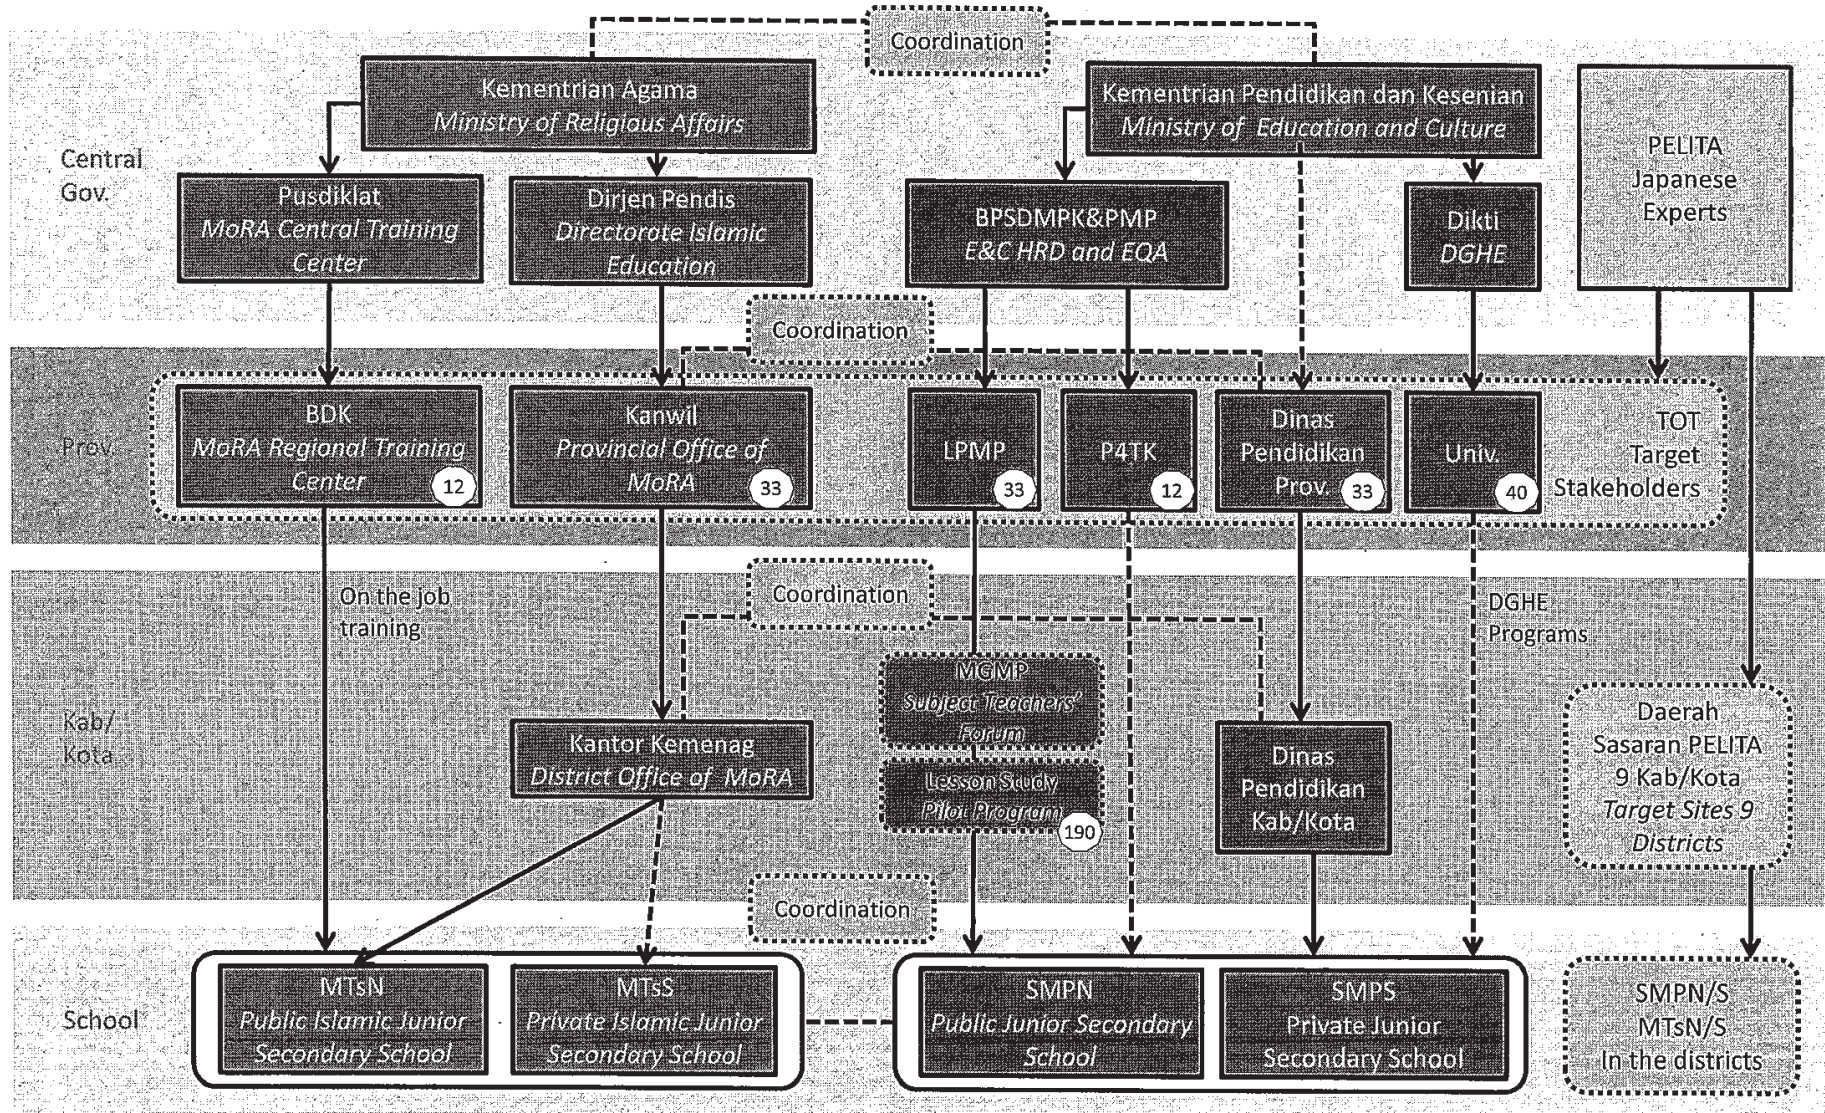 Coordination
Kementrian Agama
Ministry of Religious Affairs
Kementrian Pendidikan dan Kesenian
Ministry of Education and Culture
PELITA
Japanese
Experts
Central
Gov.
Pusdiklat
MoRA Central Training
Center
Dirjen Pendis
Directorate Islamic
Education
BPSDMPK&PMP
E&C HRD and EQA
Dikti
DGHE
Coordination
Prov.
BDK
MoRA Regional Training
Center
12
Kanwil
Provincial Office of
MoRA
33
LPMP
33
P4TK
12
Dinas
Pendidikan
Prov.
33
Univ.
40
TOT
Target
Stakeholders
On the job
training
Coordination
DGHE
Programs
Kab/
Kota
Kantor Kemenag
District Office of MoRA
MGMP
Subject Teachers'
Forum
Lesson Study
Pilot Program
190
Dinas
Pendidikan
Kab/Kota
Daerah
Sasaran PELITA
9 Kab/Kota
Target Sites 9
Districts
Coordination
School
MTsN
Public Islamic Junior
Secondary School
MTsS
Private Islamic Junior
Secondary School
SMPN
Public Junior Secondary
School
SMPS
Private Junior
Secondary School
SMPN/S
MTsN/S
In the districts